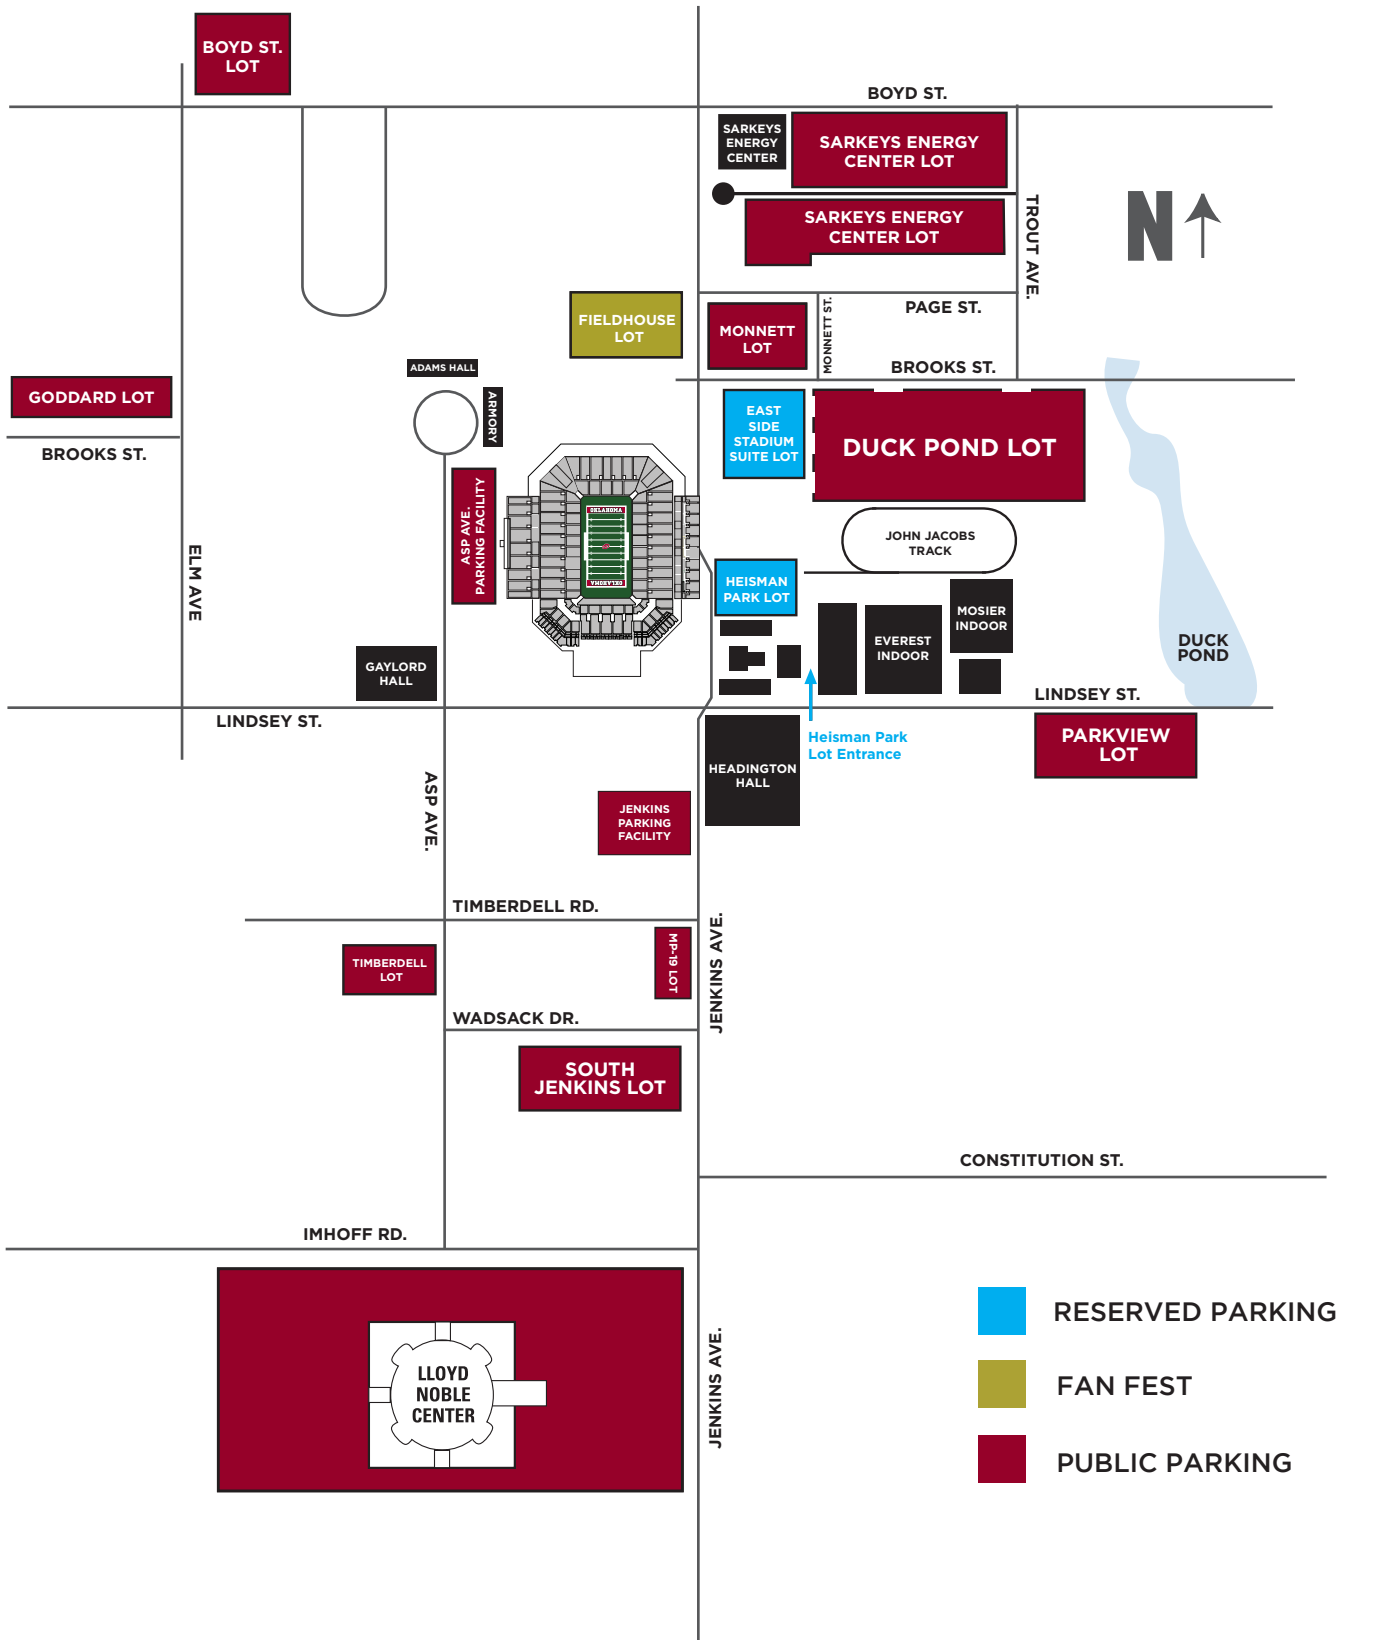 BOYD ST.
LOT
BOYD ST.
SARKEYS
ENERGY
CENTER
SARKEYS ENERGY
CENTER LOT
SARKEYS ENERGY
CENTER LOT
TROUT AVE.
N
FIELDHOUSE
LOT
MONNETT
LOT
MONNETT ST.
PAGE ST.
BROOKS ST.
ADAMS HALL
ARMORY
GODDARD LOT
BROOKS ST.
EAST
SIDE
STADIUM
SUITE LOT
DUCK POND LOT
ASP AVE.
PARKING FACILITY
OKLAHOMA
OKLAHOMA
JOHN JACOBS
TRACK
ELM AVE
HEISMAN
PARK LOT
MOSIER
INDOOR
EVEREST
INDOOR
DUCK
POND
GAYLORD
HALL
LINDSEY ST.
LINDSEY ST.
Heisman Park
Lot Entrance
PARKVIEW
LOT
HEADINGTON
HALL
ASP AVE.
JENKINS
PARKING
FACILITY
TIMBERDELL RD.
JENKINS AVE.
TIMBERDELL
LOT
MP-19 LOT
WADSACK DR.
SOUTH
JENKINS LOT
CONSTITUTION ST.
IMHOFF RD.
LLOYD
NOBLE
CENTER
JENKINS AVE.
RESERVED PARKING
FAN FEST
PUBLIC PARKING